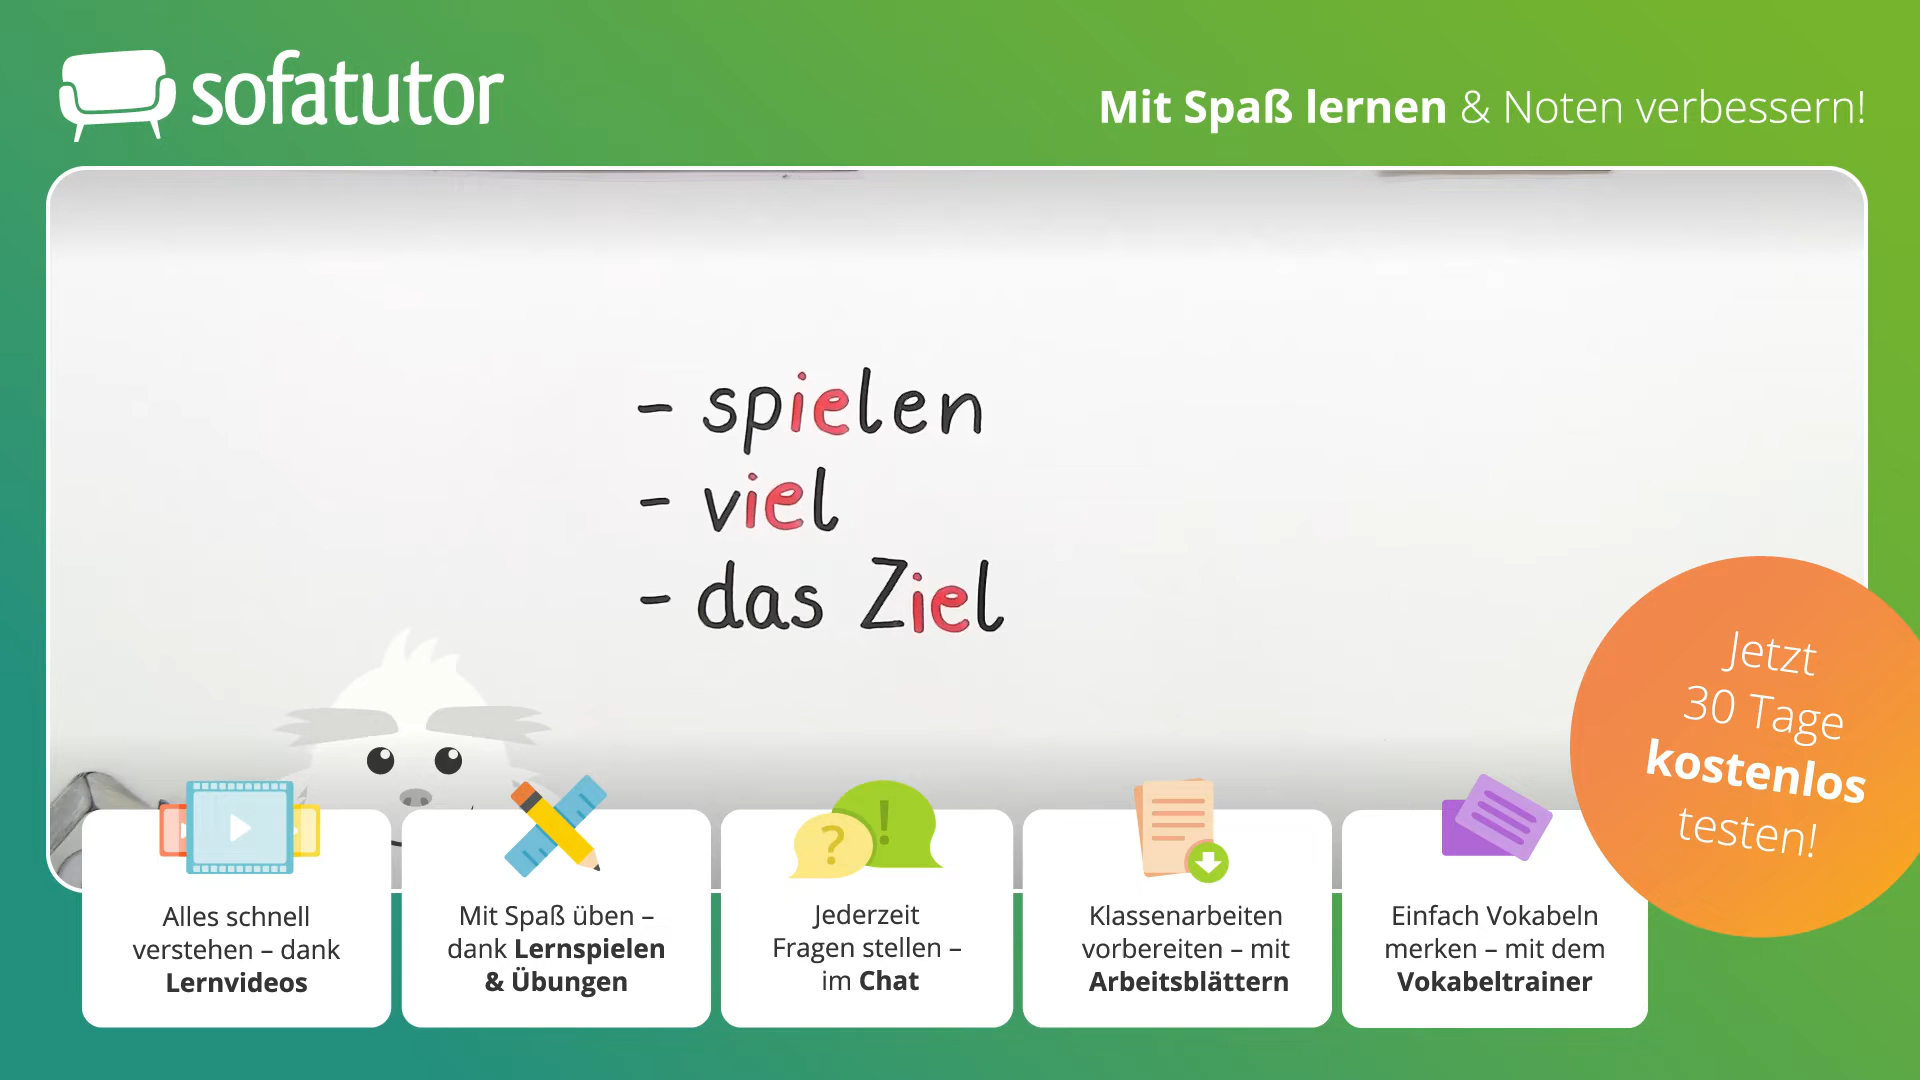 sofatutor
Mit Spaß lernen & Noten verbessern!
- spielen
- viel
- das Ziel
Jetzt
30 Tage
kostenlos
testen!
? !
Alles schnell
verstehen – dank
Lernvideos
Mit Spaß üben –
dank Lernspielen
& Übungen
Jederzeit
Fragen stellen –
im Chat
Klassenarbeiten
vorbereiten – mit
Arbeitsblättern
Einfach Vokabeln
merken – mit dem
Vokabeltrainer